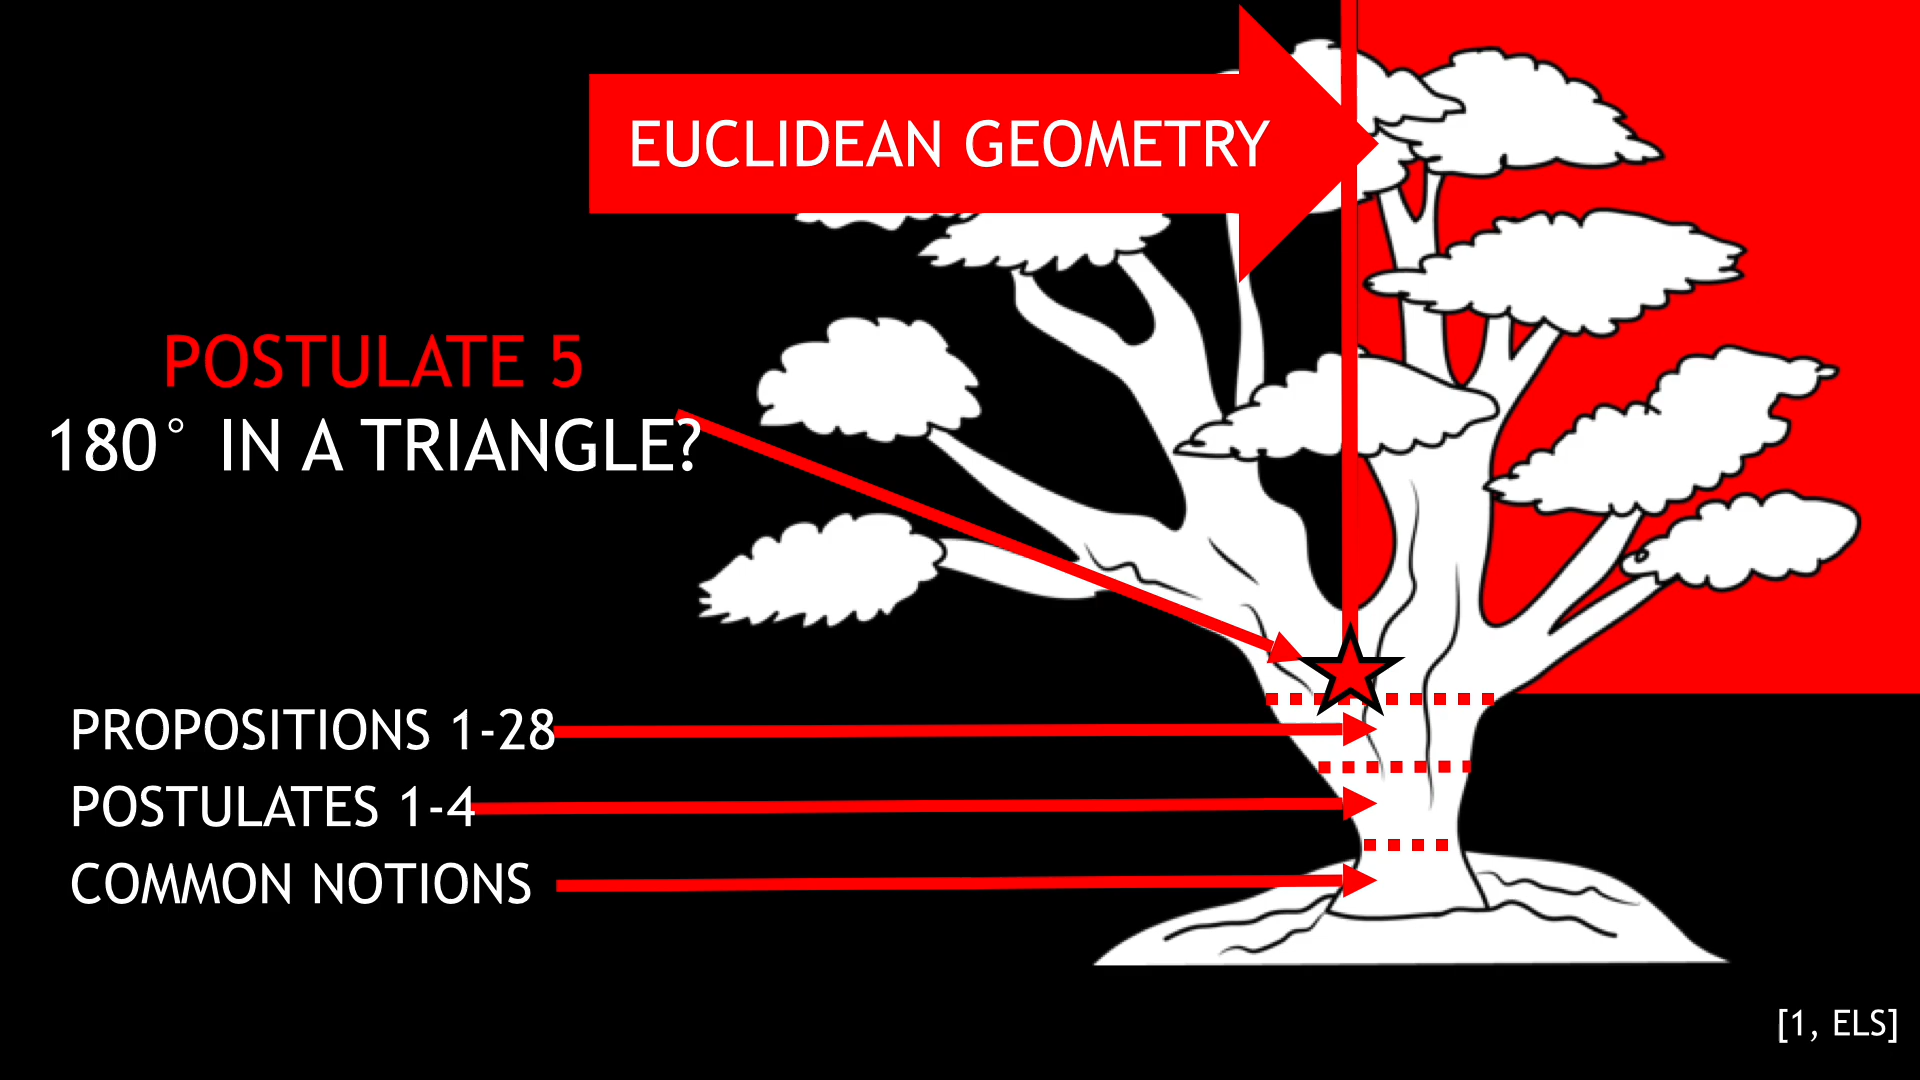 EUCLIDEAN GEOMETRY
POSTULATE 5
180° IN A TRIANGLE?
PROPOSITIONS 1-28
POSTULATES 1-4
COMMON NOTIONS
[1, ELS]